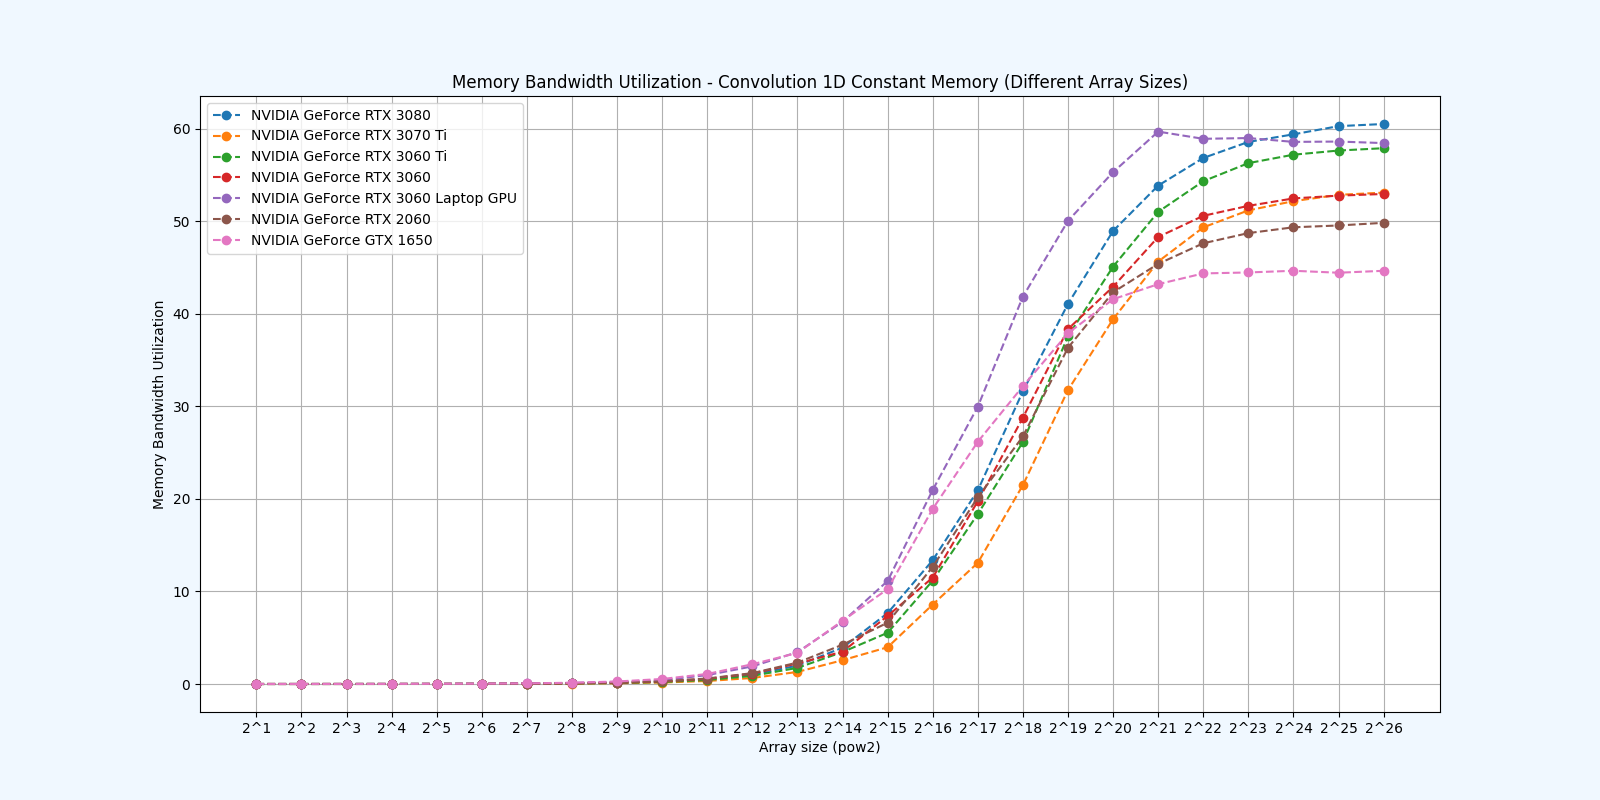 Memory Bandwidth Utilization - Convolution 1D Constant Memory (Different Array Sizes)
NVIDIA GeForce RTX 3080
NVIDIA GeForce RTX 3070 Ti
NVIDIA GeForce RTX 3060 Ti
NVIDIA GeForce RTX 3060
NVIDIA GeForce RTX 3060 Laptop GPU
NVIDIA GeForce RTX 2060
NVIDIA GeForce GTX 1650
Memory Bandwidth Utilization
60
50
40
30
20
10
0
2^1 2^2 2^3 2^4 2^5 2^6 2^7 2^8 2^9 2^10 2^11 2^12 2^13 2^14 2^15 2^16 2^17 2^18 2^19 2^20 2^21 2^22 2^23 2^24 2^25 2^26
Array size (pow2)